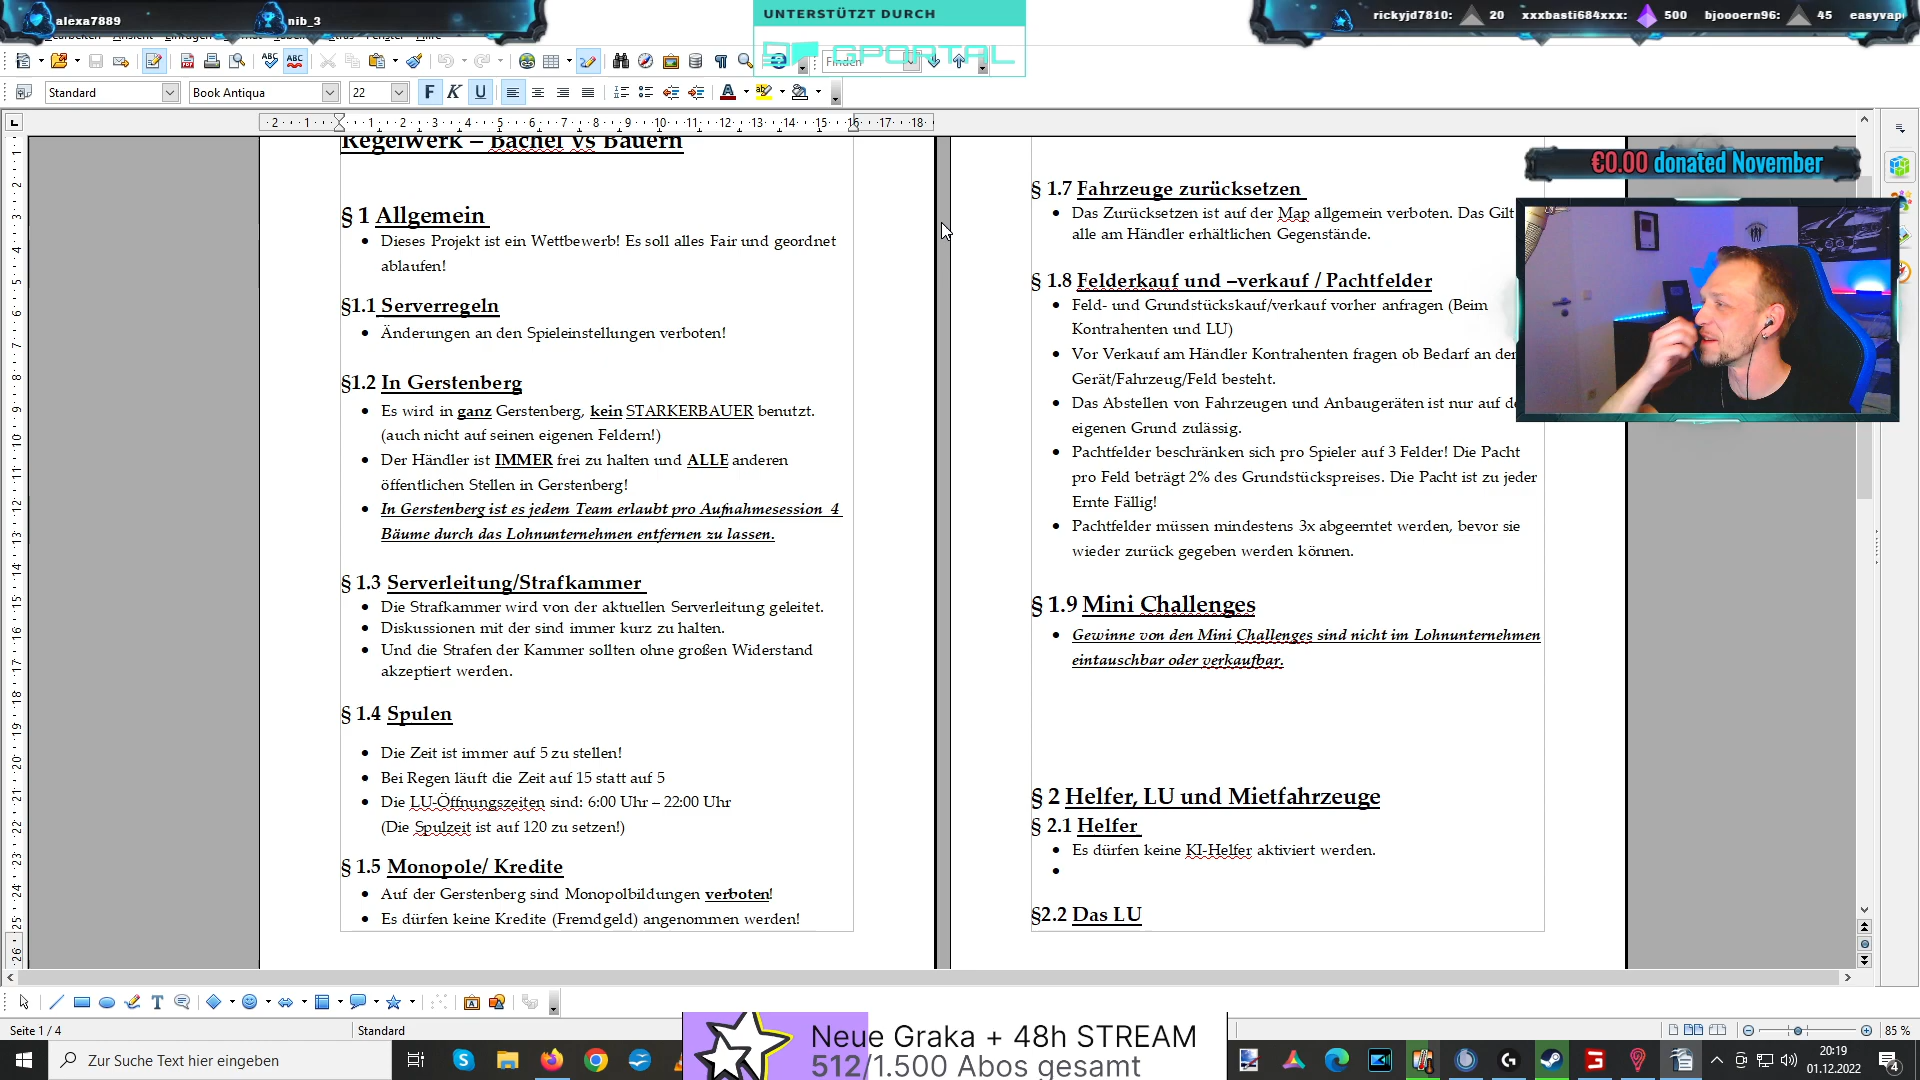 alexa7889
nib_3
UNTERSTÜTZT DURCH
GPORTAL
rickyjd7810: 20 xxxbasti684xxx: 500 bjoooern96: 45 easyvapi
Standard
Book Antiqua
22
F K U
Regelwerk – Bachel vs Bauern
§ 1 Allgemein
Dieses Projekt ist ein Wettbewerb! Es soll alles Fair und geordnet
ablaufen!
§1.1 Serverregeln
Änderungen an den Spieleinstellungen verboten!
§1.2 In Gerstenberg
Es wird in ganz Gerstenberg, kein STARKERBAUER benutzt.
(auch nicht auf seinen eigenen Feldern!)
Der Händler ist IMMER frei zu halten und ALLE anderen
öffentlichen Stellen in Gerstenberg!
In Gerstenberg ist es jedem Team erlaubt pro Aufnahmesession 4
Bäume durch das Lohnunternehmen entfernen zu lassen.
§ 1.3 Serverleitung/Strafkammer
Die Strafkammer wird von der aktuellen Serverleitung geleitet.
Diskussionen mit der sind immer kurz zu halten.
Und die Strafen der Kammer sollten ohne großen Widerstand
akzeptiert werden.
§ 1.4 Spulen
Die Zeit ist immer auf 5 zu stellen!
Bei Regen läuft die Zeit auf 15 statt auf 5
Die LU-Öffnungszeiten sind: 6:00 Uhr – 22:00 Uhr
(Die Spulzeit ist auf 120 zu setzen!)
§ 1.5 Monopole/ Kredite
Auf der Gerstenberg sind Monopolbildungen verboten!
Es dürfen keine Kredite (Fremdgeld) angenommen werden!
§ 1.7 Fahrzeuge zurücksetzen
Das Zurücksetzen ist auf der Map allgemein verboten. Das Gilt
alle am Händler erhältlichen Gegenstände.
§ 1.8 Felderkauf und –verkauf / Pachtfelder
Feld- und Grundstückskauf/verkauf vorher anfragen (Beim
Kontrahenten und LU)
Vor Verkauf am Händler Kontrahenten fragen ob Bedarf an der
Gerät/Fahrzeug/Feld besteht.
Das Abstellen von Fahrzeugen und Anbaugeräten ist nur auf
eigenen Grund zulässig.
Pachtfelder beschränken sich pro Spieler auf 3 Felder! Die Pacht
pro Feld beträgt 2% des Grundstückspreises. Die Pacht ist zu jeder
Ernte Fällig!
Pachtfelder müssen mindestens 3x abgeerntet werden, bevor sie
wieder zurück gegeben werden können.
§ 1.9 Mini Challenges
Gewinne von den Mini Challenges sind nicht im Lohnunternehmen
eintauschbar oder verkaufbar.
§ 2 Helfer, LU und Mietfahrzeuge
§ 2.1 Helfer
Es dürfen keine KI-Helfer aktiviert werden.
§2.2 Das LU
€0.00 donated November
Seite 1 / 4
Standard
85 %
Neue Graka + 48h STREAM
512/1.500 Abos gesamt
Zur Suche Text hier eingeben
20:19
01.12.2022
4